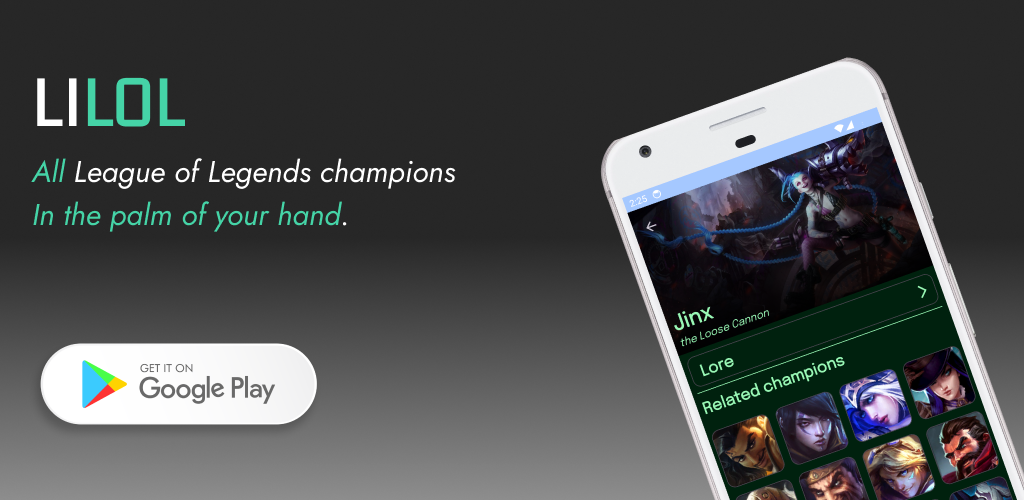 LILOL
All League of Legends champions
In the palm of your hand.
GET IT ON
Google Play
2:25
Jinx
the Loose Cannon
Lore
Related champions